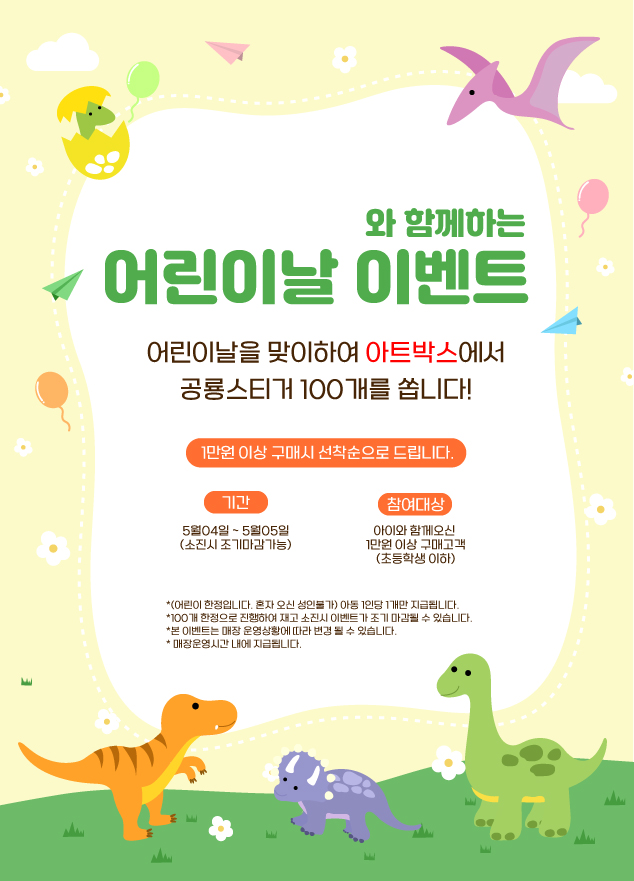 와 함께하는
어린이날 이벤트
어린이날을 맞이하여 아트박스에서
공룡스티거 100개를 쏩니다!
1만원 이상 구매시 선착순으로 드립니다.
기간
5월04일 ~ 5월05일
(소진시 조기마감가능)
참여대상
아이와 함께오신
1만원 이상 구매고객
(초등학생 이하)
*(어린이 한정입니다. 혼자 오신 성인불가) 아동 1인당 1개만 지급됩니다.
*100개 한정으로 진행하여 재고 소진시 이벤트가 조기 마감될 수 있습니다.
*본 이벤트는 매장 운영상황에 따라 변경 될 수 있습니다.
* 매장운영시간 내에 지급됩니다.